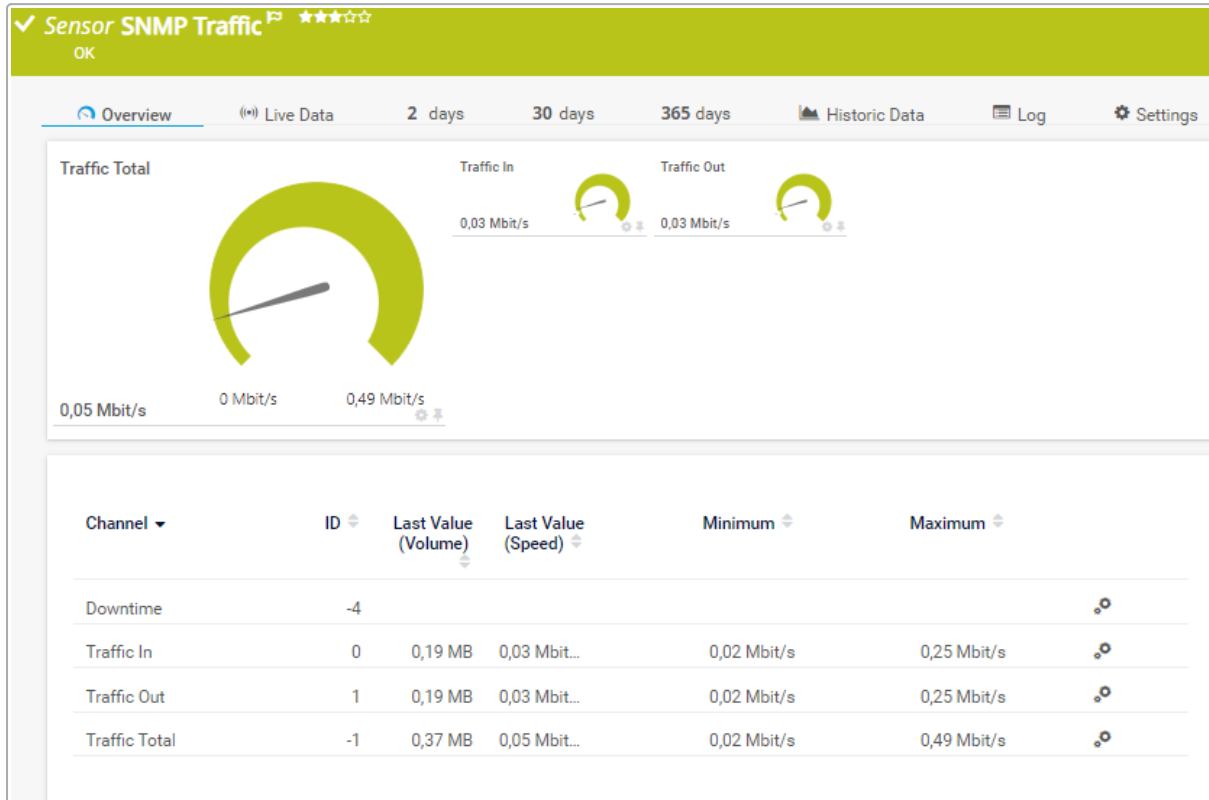 Sensor SNMP Traffic
OK
Overview
Live Data
2 days
30 days
365 days
Historic Data
Log
Settings
Traffic Total
0,05 Mbit/s
0 Mbit/s
0,49 Mbit/s
Traffic In
0,03 Mbit/s
Traffic Out
0,03 Mbit/s
Channel ID Last Value (Volume) Last Value (Speed) Minimum Maximum
Downtime -4
Traffic In 0 0,19 MB 0,03 Mbit... 0,02 Mbit/s 0,25 Mbit/s
Traffic Out 1 0,19 MB 0,03 Mbit... 0,02 Mbit/s 0,25 Mbit/s
Traffic Total -1 0,37 MB 0,05 Mbit... 0,02 Mbit/s 0,49 Mbit/s